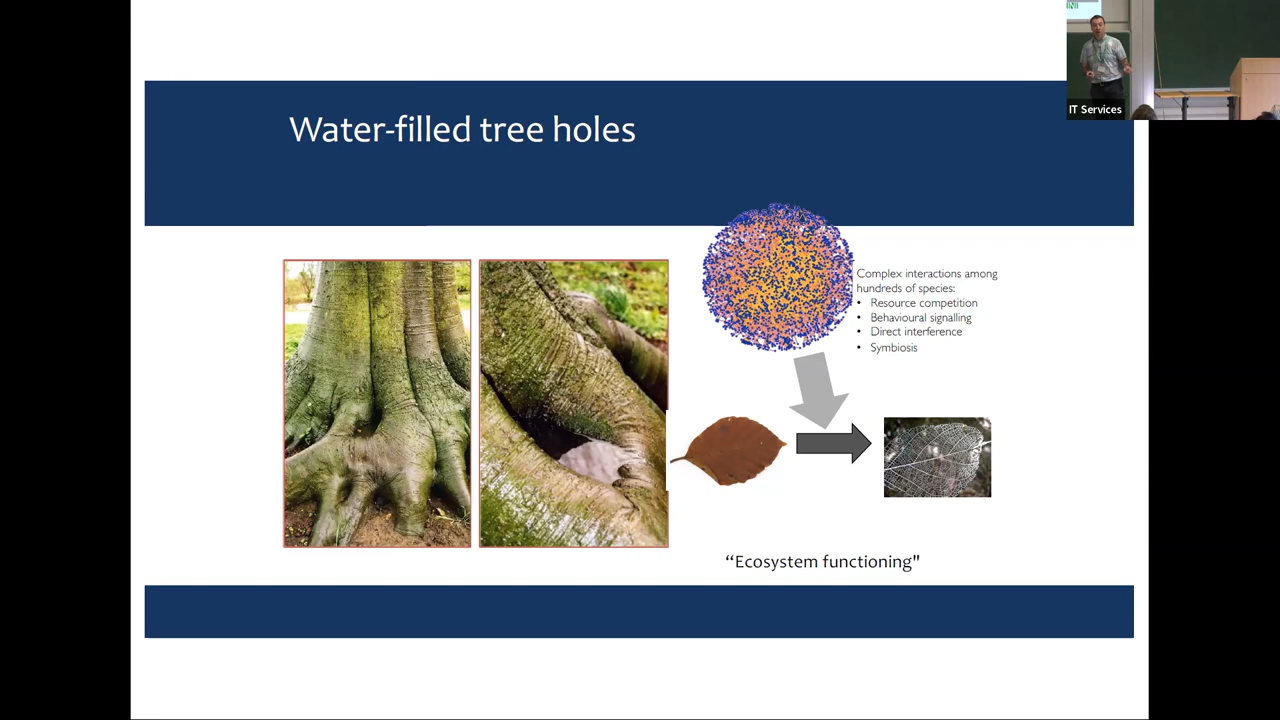 Water-filled tree holes
IT Services
Complex interactions among
hundreds of species:
• Resource competition
• Behavioural signalling
• Direct interference
• Symbiosis
“Ecosystem functioning"